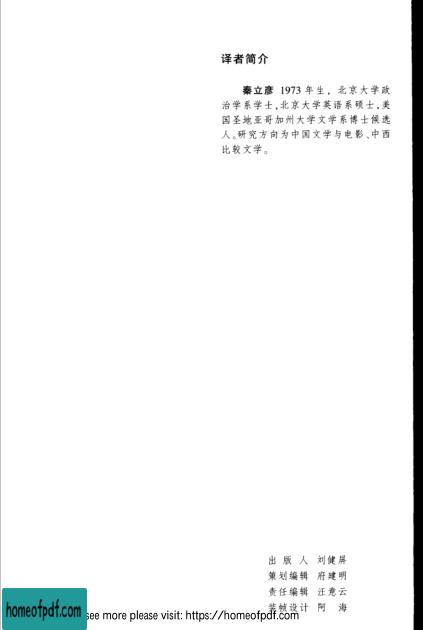 译者简介
秦立彦 1973 年生，北京大学政
治学系学士，北京大学英语系硕士，美
国圣地亚哥加州大学文学系博士候选
人。研究方向为中国文学与电影、中西
比较文学。
出 版 人 刘健屏
策划编辑 府建明
责任编辑 汪意云
装帧设计 阿 海
homeofpdf.com
see more please visit: https://homeofpdf.com